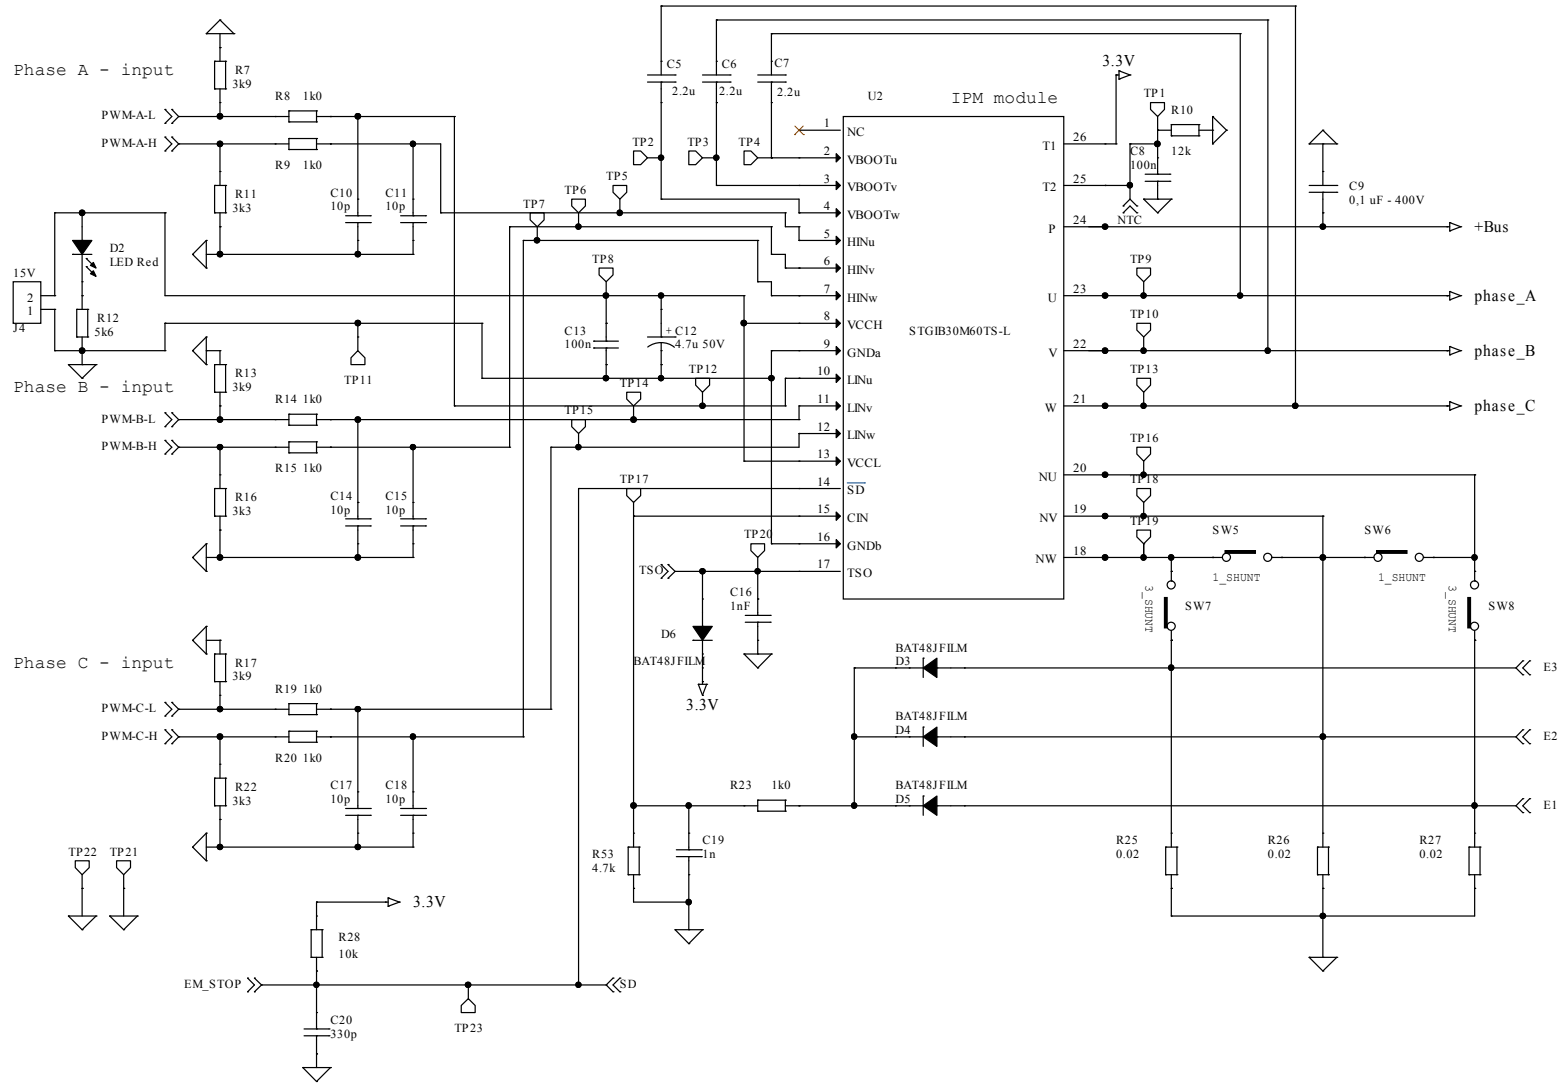 Phase A - input
R7
3k9
R8 1k0
PWM-A-L
PWM-A-H
R9 1k0
R11
3k3
C10
10p
C11
10p
D2
LED Red
15V
2
1
J4
R12
5k6
TP11
Phase B - input
R13
3k9
R14 1k0
PWM-B-L
PWM-B-H
R15 1k0
R16
3k3
C14
10p
C15
10p
Phase C - input
R17
3k9
R19 1k0
PWM-C-L
PWM-C-H
R20 1k0
R22
3k3
C17
10p
C18
10p
TP22
TP21
3.3V
R28
10k
EM_STOP
SD
TP23
C20
330p
C5
2.2u
C6
2.2u
C7
2.2u
TP2
TP3
TP4
TP5
TP6
TP7
TP8
C13
100n
+ C12
4.7u 50V
TP12
TP14
TP15
TP17
TP20
TSO
C16
1nF
D6
BAT48JFILM
3.3V
U2
IPM module
STGIB30M60TS-L
1 NC
2 VBOOTu
3 VBOOTv
4 VBOOTw
5 HINu
6 HINv
7 HINw
8 VCCH
9 GNDa
10 LINu
11 LINv
12 LINw
13 VCCL
14 SD
15 CIN
16 GNDb
17 TSO
T1 26
T2 25
P 24
U 23
V 22
W 21
NU 20
NV 19
NW 18
3.3V
TP1
R10
12k
C8
100n
NTC
C9
0,1 uF - 400V
+Bus
TP9
phase_A
TP10
phase_B
TP13
phase_C
TP16
TP18
TP19
SW5
1_SHUNT
SW6
1_SHUNT
3_SHUNT
SW7
3_SHUNT
SW8
BAT48JFILM
D3
E3
BAT48JFILM
D4
E2
BAT48JFILM
D5
E1
R23 1k0
R53
4.7k
C19
1n
R25
0.02
R26
0.02
R27
0.02